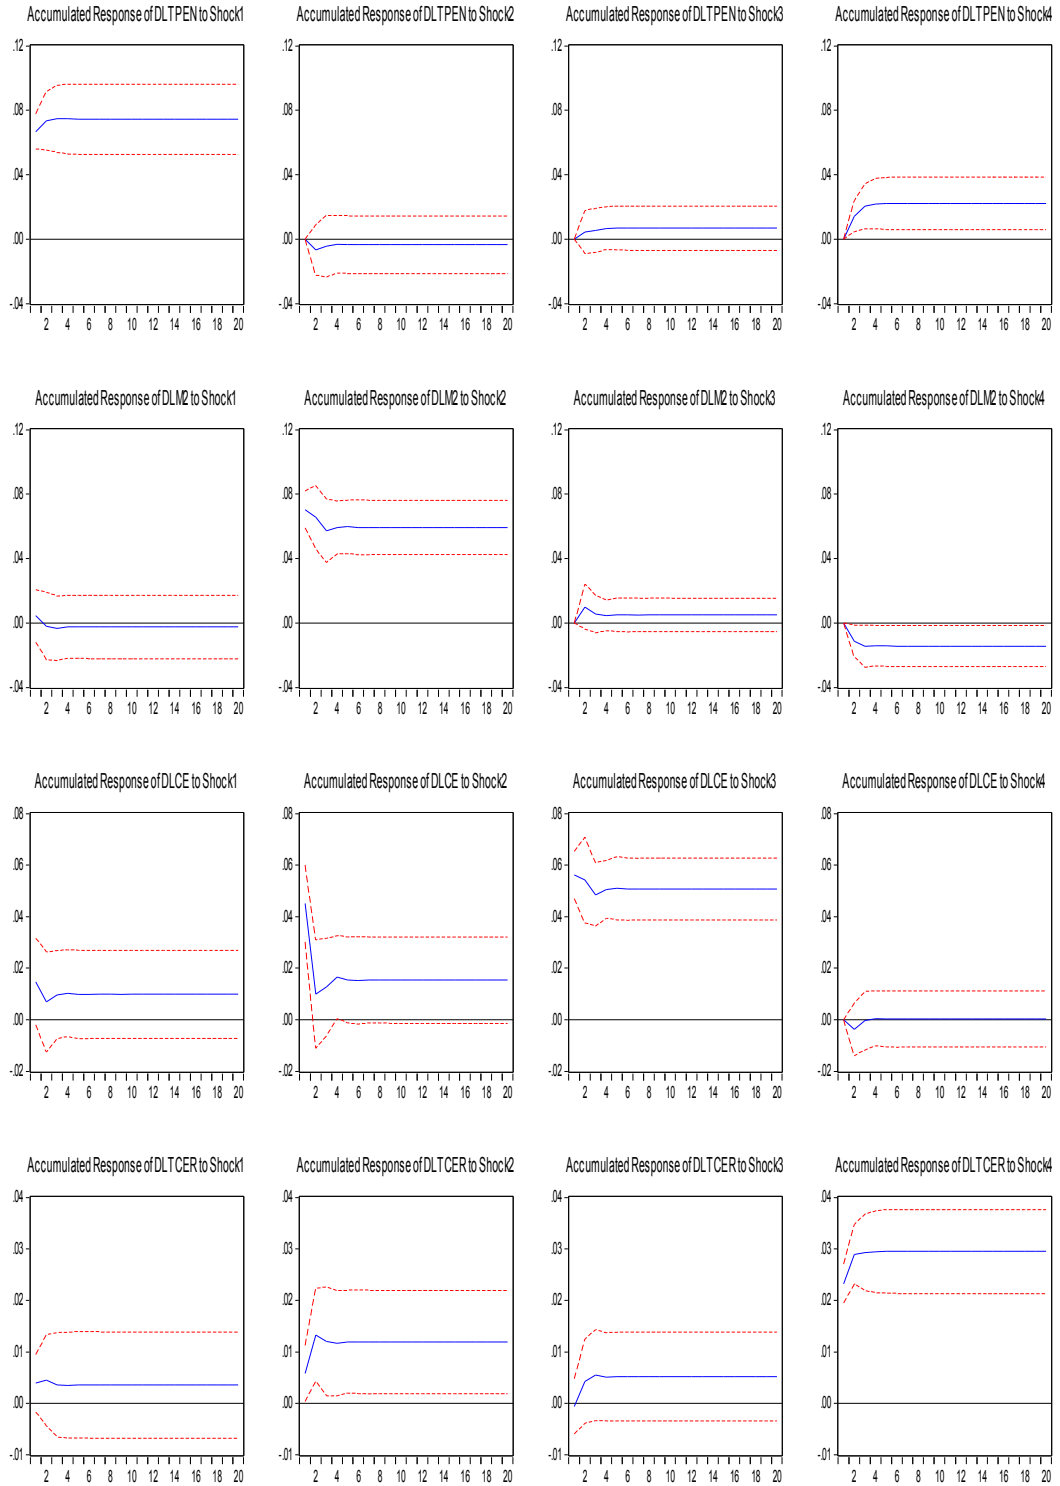 Accumulated Response of DLTPEN to Shock1
Accumulated Response of DLTPEN to Shock2
Accumulated Response of DLTPEN to Shock3
Accumulated Response of DLTPEN to Shock4
.12
.08
.04
.00
-.04
2 4 6 8 10 12 14 16 18 20
.12
.08
.04
.00
-.04
2 4 6 8 10 12 14 16 18 20
.12
.08
.04
.00
-.04
2 4 6 8 10 12 14 16 18 20
.12
.08
.04
.00
-.04
2 4 6 8 10 12 14 16 18 20
Accumulated Response of DLM2 to Shock1
Accumulated Response of DLM2 to Shock2
Accumulated Response of DLM2 to Shock3
Accumulated Response of DLM2 to Shock4
.12
.08
.04
.00
-.04
2 4 6 8 10 12 14 16 18 20
.12
.08
.04
.00
-.04
2 4 6 8 10 12 14 16 18 20
.12
.08
.04
.00
-.04
2 4 6 8 10 12 14 16 18 20
.12
.08
.04
.00
-.04
2 4 6 8 10 12 14 16 18 20
Accumulated Response of DLCE to Shock1
Accumulated Response of DLCE to Shock2
Accumulated Response of DLCE to Shock3
Accumulated Response of DLCE to Shock4
.08
.06
.04
.02
.00
-.02
2 4 6 8 10 12 14 16 18 20
.08
.06
.04
.02
.00
-.02
2 4 6 8 10 12 14 16 18 20
.08
.06
.04
.02
.00
-.02
2 4 6 8 10 12 14 16 18 20
.08
.06
.04
.02
.00
-.02
2 4 6 8 10 12 14 16 18 20
Accumulated Response of DLTCER to Shock1
Accumulated Response of DLTCER to Shock2
Accumulated Response of DLTCER to Shock3
Accumulated Response of DLTCER to Shock4
.04
.03
.02
.01
.00
-.01
2 4 6 8 10 12 14 16 18 20
.04
.03
.02
.01
.00
-.01
2 4 6 8 10 12 14 16 18 20
.04
.03
.02
.01
.00
-.01
2 4 6 8 10 12 14 16 18 20
.04
.03
.02
.01
.00
-.01
2 4 6 8 10 12 14 16 18 20